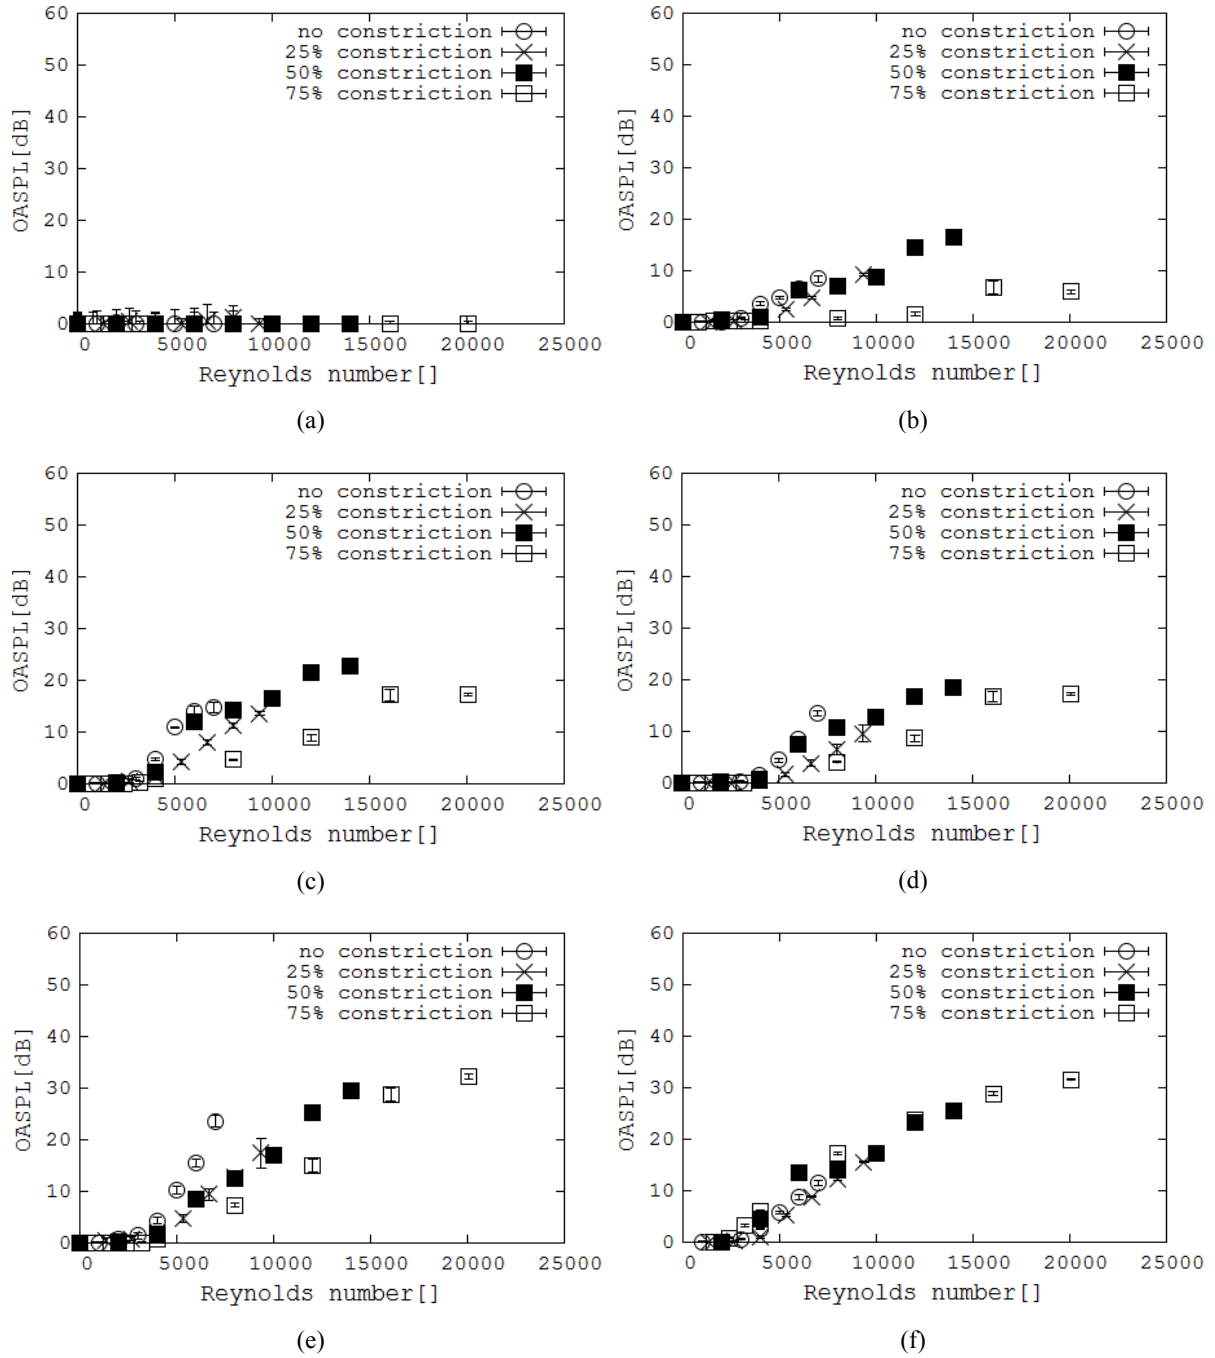 60
50
40
30
20
10
0
OASPL[dB]
no constriction
25% constriction
50% constriction
75% constriction
0 5000 10000 15000 20000 25000
Reynolds number[]
(a)
60
50
40
30
20
10
0
OASPL[dB]
no constriction
25% constriction
50% constriction
75% constriction
0 5000 10000 15000 20000 25000
Reynolds number[]
(b)
60
50
40
30
20
10
0
OASPL[dB]
no constriction
25% constriction
50% constriction
75% constriction
0 5000 10000 15000 20000 25000
Reynolds number[]
(c)
60
50
40
30
20
10
0
OASPL[dB]
no constriction
25% constriction
50% constriction
75% constriction
0 5000 10000 15000 20000 25000
Reynolds number[]
(d)
60
50
40
30
20
10
0
OASPL[dB]
no constriction
25% constriction
50% constriction
75% constriction
0 5000 10000 15000 20000 25000
Reynolds number[]
(e)
60
50
40
30
20
10
0
OASPL[dB]
no constriction
25% constriction
50% constriction
75% constriction
0 5000 10000 15000 20000 25000
Reynolds number[]
(f)